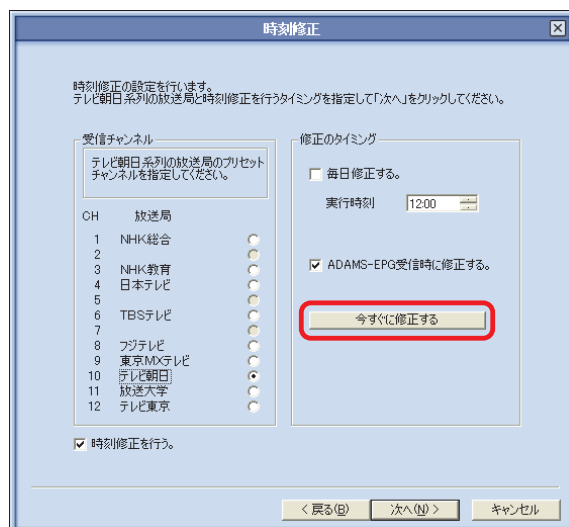 時刻修正
時刻修正の設定を行います。
テレビ朝日系列の放送局と時刻修正を行うタイミングを指定して「次へ」をクリックしてください。
受信チャンネル
テレビ朝日系列の放送局のプリセット
チャンネルを指定してください。
CH 放送局
1 NHK総合
2
3 NHK教育
4 日本テレビ
5
6 TBSテレビ
7
8 フジテレビ
9 東京MXテレビ
10 テレビ朝日
11 放送大学
12 テレビ東京
時刻修正を行う。
修正のタイミング
毎日修正する。
実行時刻 12:00
ADAMS-EPG受信時に修正する。
今すぐに修正する
< 戻る(B) 次へ(N) > キャンセル